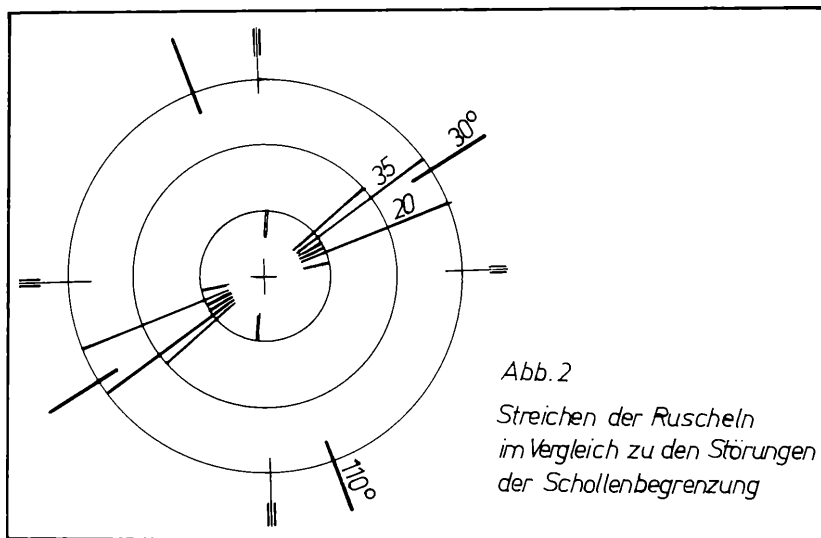 35
30°
20
110°
Abb. 2
Streichen der Ruscheln
im Vergleich zu den Störungen
der Schollenbegrenzung